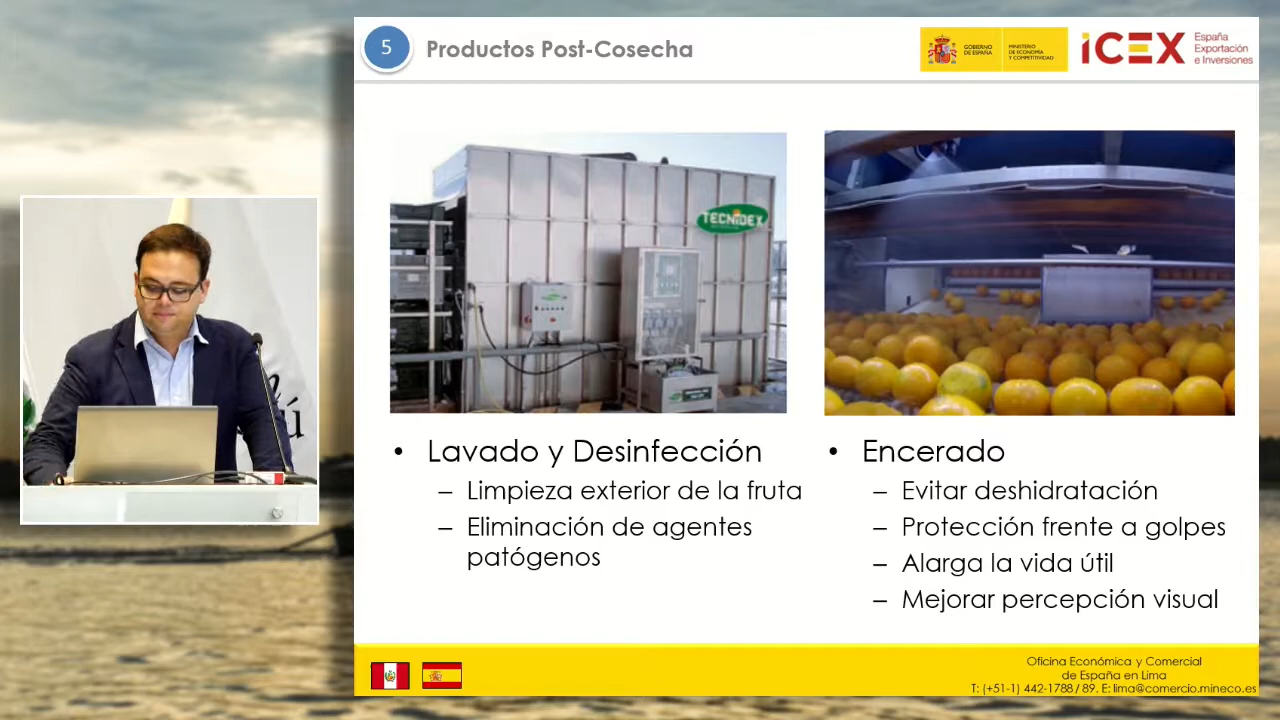 5
Productos Post-Cosecha
GOBIERNO
DE ESPAÑA
MINISTERIO
DE ECONOMÍA
Y COMPETITIVIDAD
iCEX
España
Exportación
e Inversiones
TECNIDEX
• Lavado y Desinfección
– Limpieza exterior de la fruta
– Eliminación de agentes
patógenos
• Encerado
– Evitar deshidratación
– Protección frente a golpes
– Alarga la vida útil
– Mejorar percepción visual
Oficina Económica y Comercial
de España en Lima
T: (+51-1) 442-1788 / 89. E: lima@comercio.mineco.es